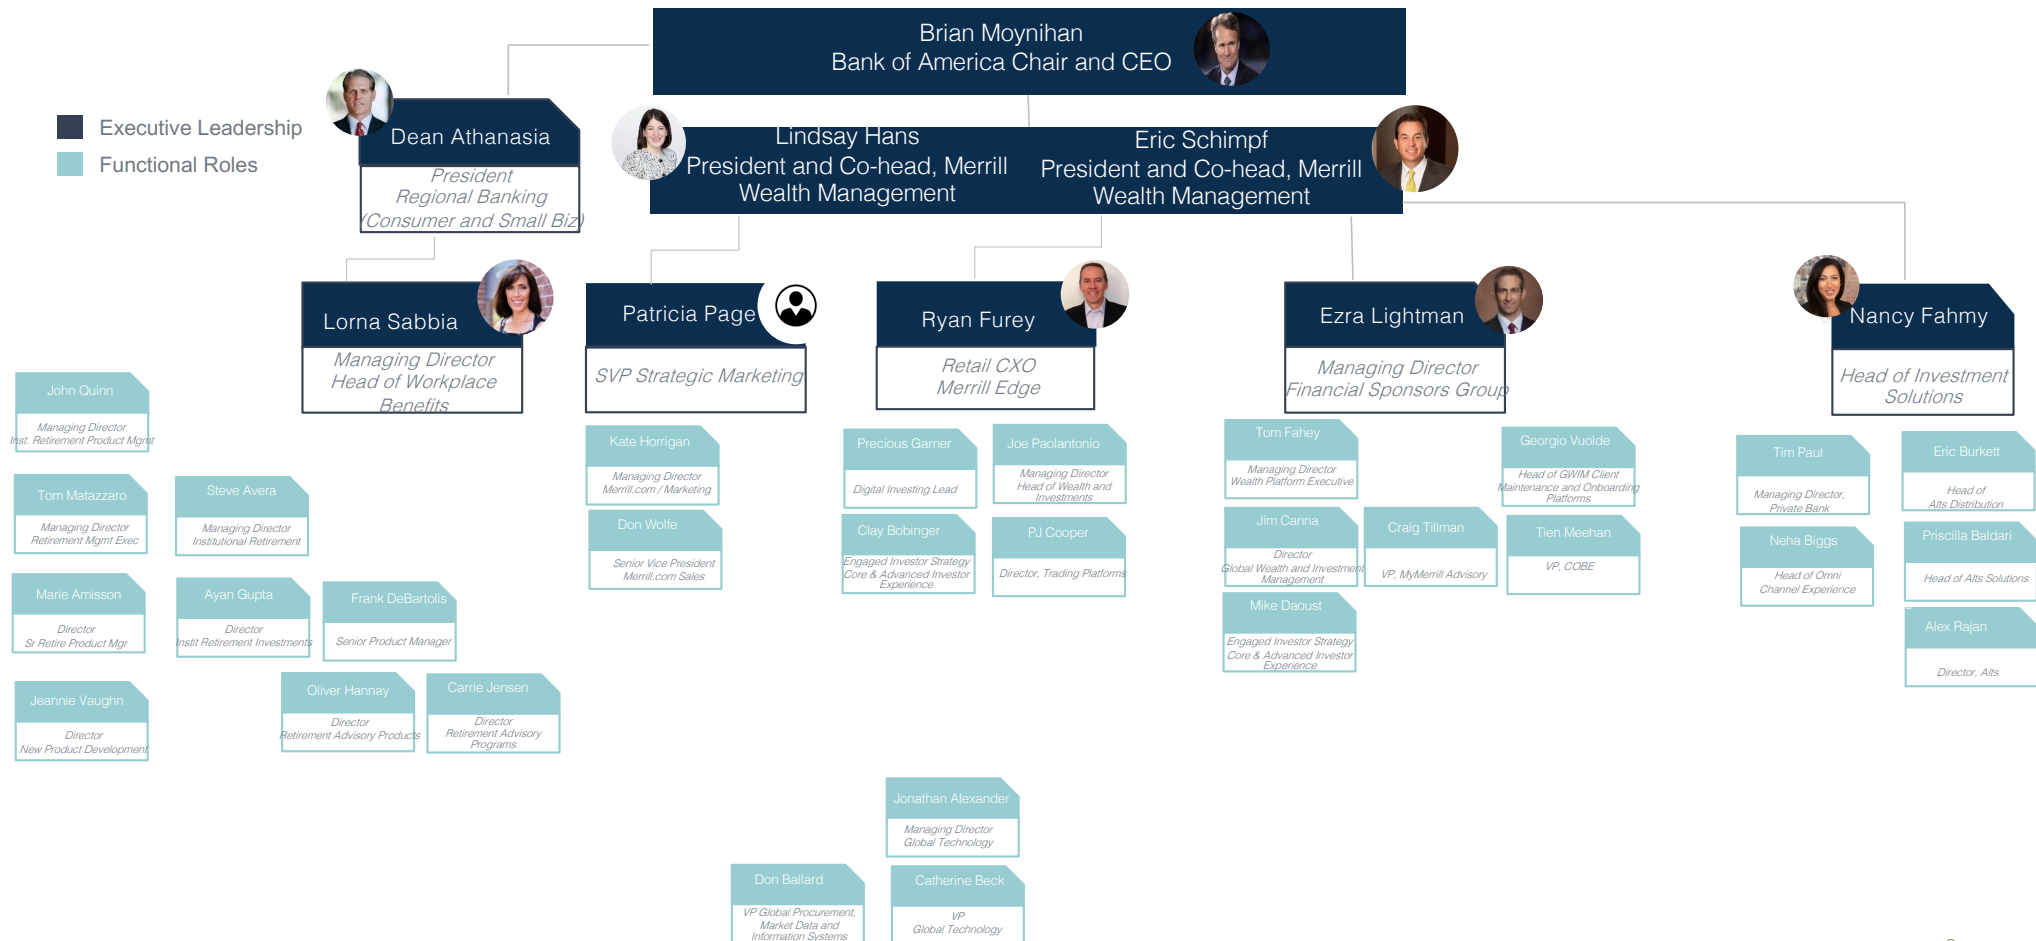 Brian Moynihan
Bank of America Chair and CEO
Executive Leadership
Functional Roles
Dean Athanasia
President
Regional Banking
(Consumer and Small Biz)
Lindsay Hans
President and Co-head, Merrill
Wealth Management
Eric Schimpf
President and Co-head, Merrill
Wealth Management
Lorna Sabbia
Managing Director
Head of Workplace
Benefits
Patricia Page
SVP Strategic Marketing
Ryan Furey
Retail CXO
Merrill Edge
Ezra Lightman
Managing Director
Financial Sponsors Group
Nancy Fahmy
Head of Investment
Solutions
John Quinn
Managing Director
Inst. Retirement Product Mgmt
Tom Matazzaro
Managing Director
Retirement Mgmt Exec
Steve Avera
Managing Director
Institutional Retirement
Marie Amisson
Director
Sr Retire Product Mgr
Ayan Gupta
Director
Instit Retirement Investments
Frank DeBartolis
Senior Product Manager
Jeannie Vaughn
Director
New Product Development
Oliver Hannay
Director
Retirement Advisory Products
Carrie Jensen
Director
Retirement Advisory
Programs
Kate Horrigan
Managing Director
Merrill.com / Marketing
Don Wolfe
Senior Vice President
Merrill.com Sales
Precious Garner
Digital Investing Lead
Joe Paolantonio
Managing Director
Head of Wealth and
Investments
Clay Bobinger
Engaged Investor Strategy
Core & Advanced Investor
Experience
PJ Cooper
Director, Trading Platforms
Tom Fahey
Managing Director
Wealth Platform Executive
Georgio Vuolde
Head of GWIM Client
Maintenance and Onboarding
Platforms
Jim Canna
Director
Global Wealth and Investment
Management
Craig Tillman
VP, MyMerrill Advisory
Tien Meehan
VP, COBE
Mike Daoust
Engaged Investor Strategy
Core & Advanced Investor
Experience
Tim Paul
Managing Director,
Private Bank
Eric Burkett
Head of
Alts Distribution
Neha Biggs
Head of Omni
Channel Experience
Priscilla Baldari
Head of Alts Solutions
Alex Rajan
Director, Alts
Jonathan Alexander
Managing Director
Global Technology
Don Ballard
VP Global Procurement,
Market Data and
Information Systems
Catherine Beck
VP
Global Technology